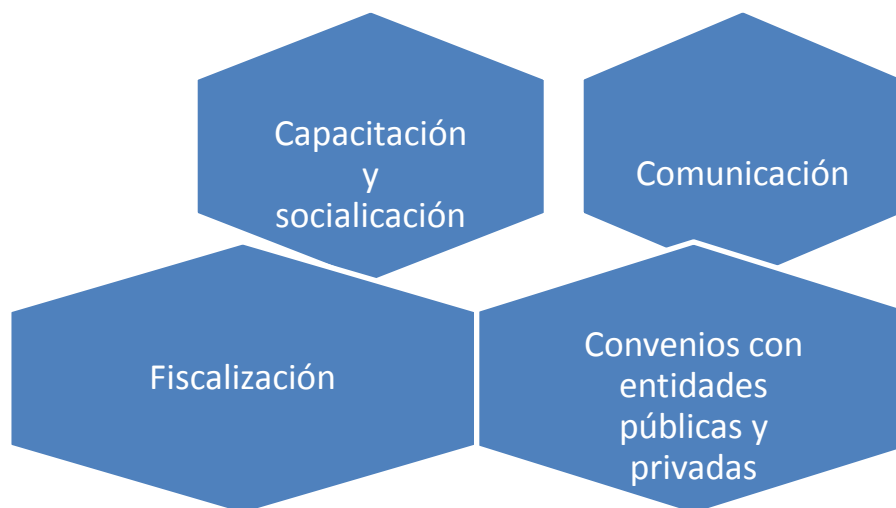 Capacitación
y
socialicación
Comunicación
Fiscalización
Convenios con
entidades
públicas y
privadas